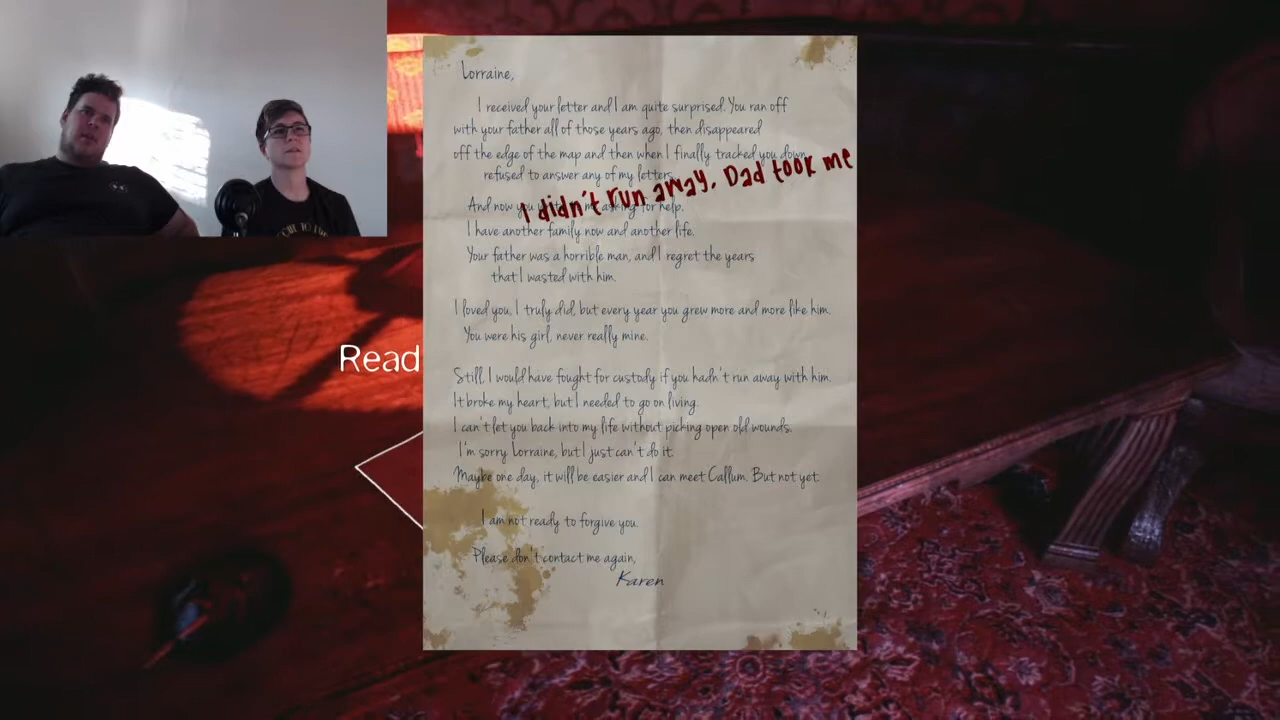 Lorraine,
I received your letter and I am quite surprised. You ran off
with your father all of those years ago, then disappeared
off the edge of the map and then when I finally tracked you down,
refused to answer any of my letters.
I didn't run away. Dad took me
And now you me asking for help.
I have another family now and another life.
Your father was a horrible man, and I regret the years
that I wasted with him.
I loved you, I truly did, but every year you grew more and more like him.
You were his girl, never really mine.
Read
Still, I would have fought for custody if you hadn't run away with him.
It broke my heart, but I needed to go on living.
I can't let you back into my life without picking open old wounds.
I'm sorry Lorraine, but I just can't do it.
Maybe one day, it will be easier and I can meet Callum. But not yet.
I am not ready to forgive you.
Please don't contact me again,
Karen